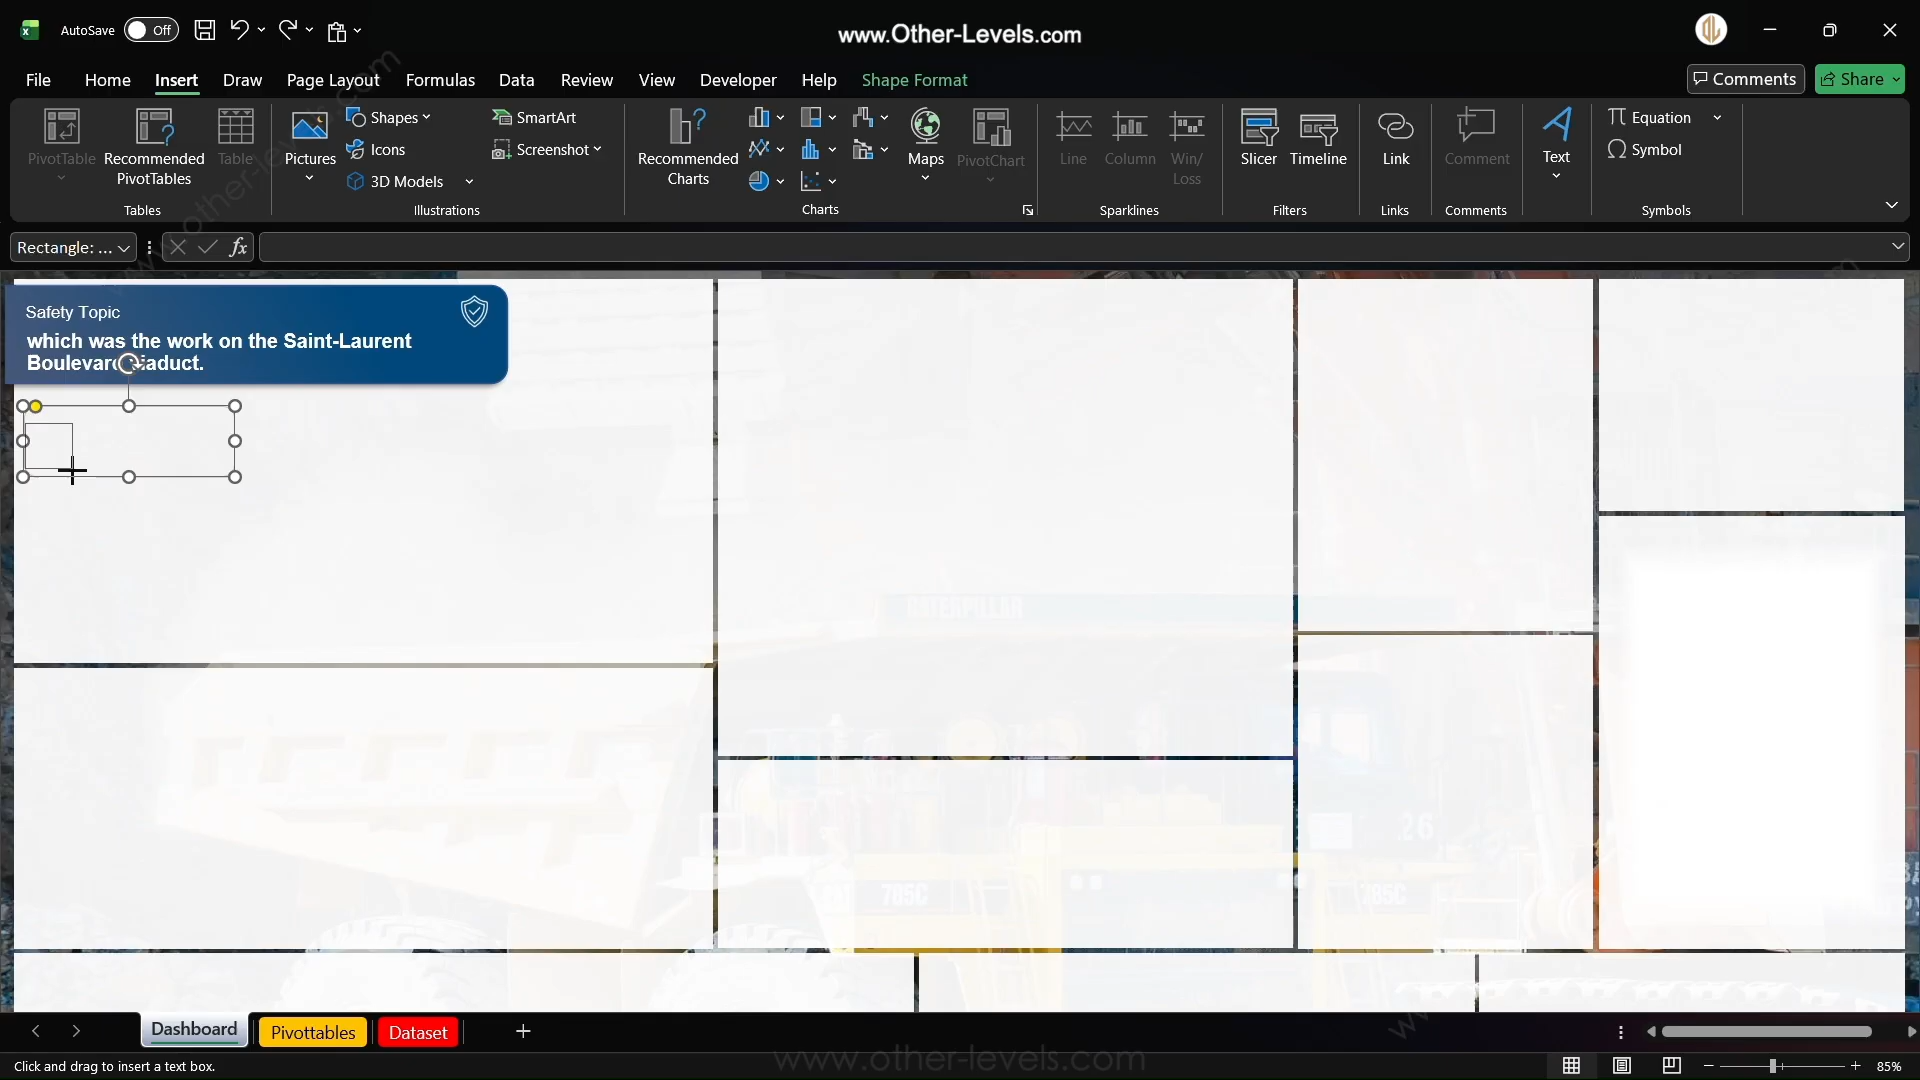 AutoSave Off
www.Other-Levels.com
File Home Insert Draw Page Layout Formulas Data Review View Developer Help Shape Format
Comments Share
PivotTable
Recommended PivotTables
Table
Tables
Pictures
Shapes
Icons
3D Models
SmartArt
Screenshot
Illustrations
Recommended Charts
Maps
PivotChart
Charts
Line
Column
Win/
Loss
Sparklines
Slicer
Timeline
Filters
Link
Links
Comment
Comments
Text
Equation
Symbol
Symbols
Rectangle: ...
fx
Safety Topic
which was the work on the Saint-Laurent
CATERPILLAR
785C
785C
Dashboard Pivottables Dataset
Click and drag to insert a text box.
www.other-levels.com
85%